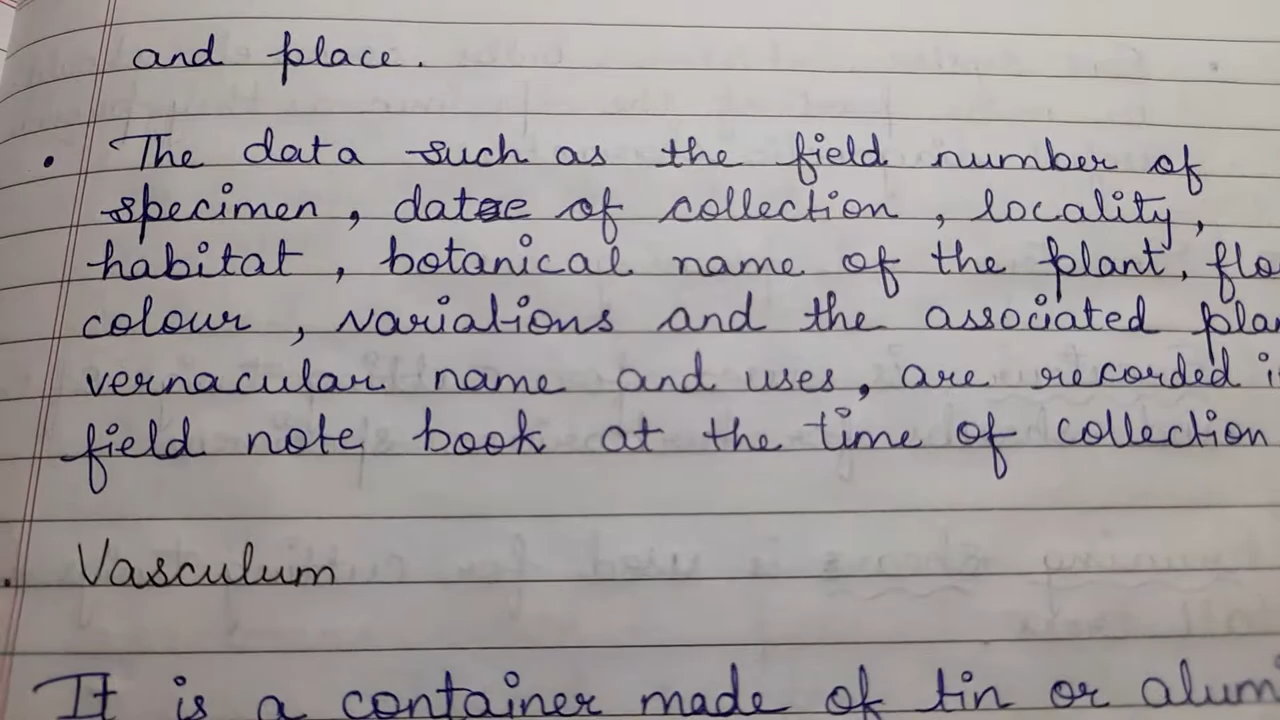 and place.
• The data such as the field number of
specimen, date of collection, locality,
habitat, botanical name of the plant, flo
colour, variations and the associated pla
vernacular name and uses, are recorded i
field note book at the time of collection
. Vasculum
It is a container made of tin or alumi